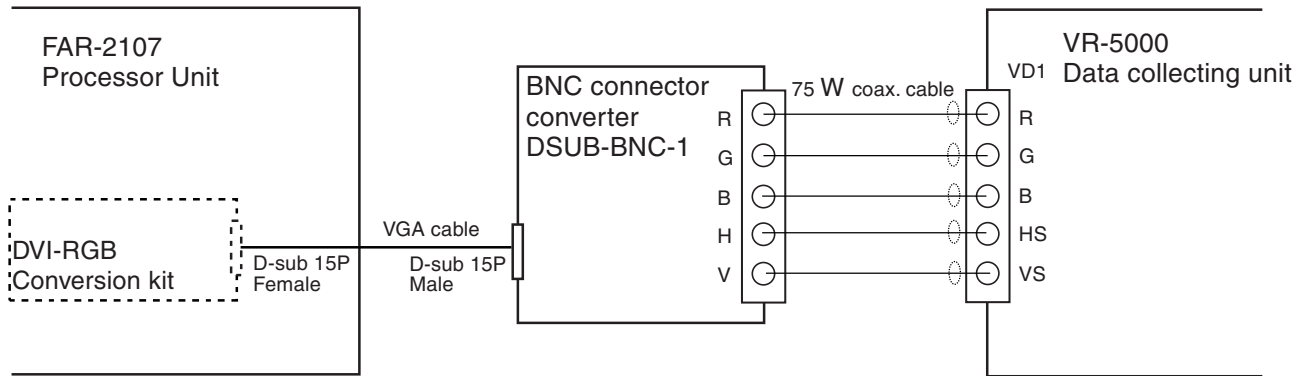 FAR-2107
Processor Unit
DVI-RGB
Conversion kit
D-sub 15P
Female
VGA cable
D-sub 15P
Male
BNC connector
converter
DSUB-BNC-1
R
G
B
H
V
75 W coax. cable
VD1
R
G
B
HS
VS
VR-5000
Data collecting unit